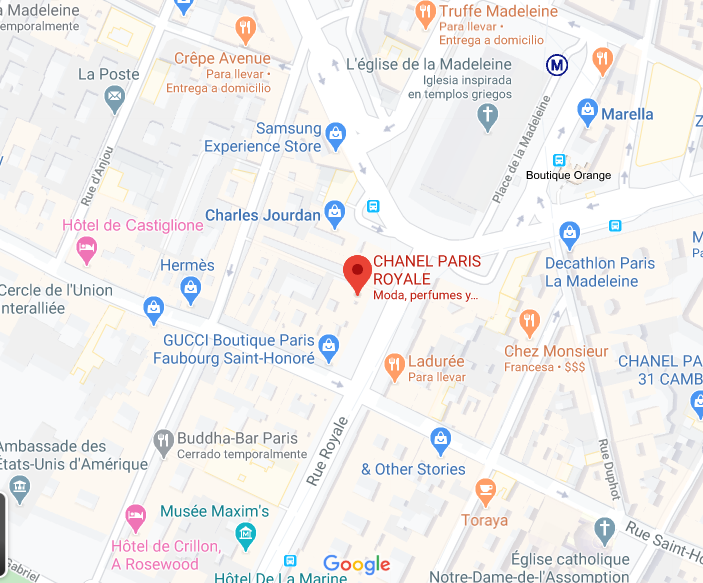 a Madeleine
temporalmente
Truffe Madeleine
Para llevar •
Entrega a domicilio
Crêpe Avenue
Para llevar •
Entrega a domicilio
La Poste
L'église de la Madeleine
Iglesia inspirada
en templos griegos
M
Marella
Samsung
Experience Store
Place de la Madeleine
Boutique Orange
Rue d'Anjou
Charles Jourdan
Hôtel de Castiglione
CHANEL PARIS
ROYALE
Moda, perfumes y...
Hermès
Decathlon Paris
La Madeleine
M
Pa
Cercle de l'Union
nteralliée
GUCCI Boutique Paris
Faubourg Saint-Honoré
Chez Monsieur
Francesa • $$$
Ladurée
Para llevar
CHANEL PA
31 CAMB
Buddha-Bar Paris
Cerrado temporalmente
Ambassade des
États-Unis d'Amérique
Rue Royale
& Other Stories
Rue Duphot
Musée Maxim's
Toraya
Rue Saint-Ho
Hôtel de Crillon,
A Rosewood
Gabriel
Google
Hôtel De La Marine
Église catholique
Notre-Dame-de-l'Assomption